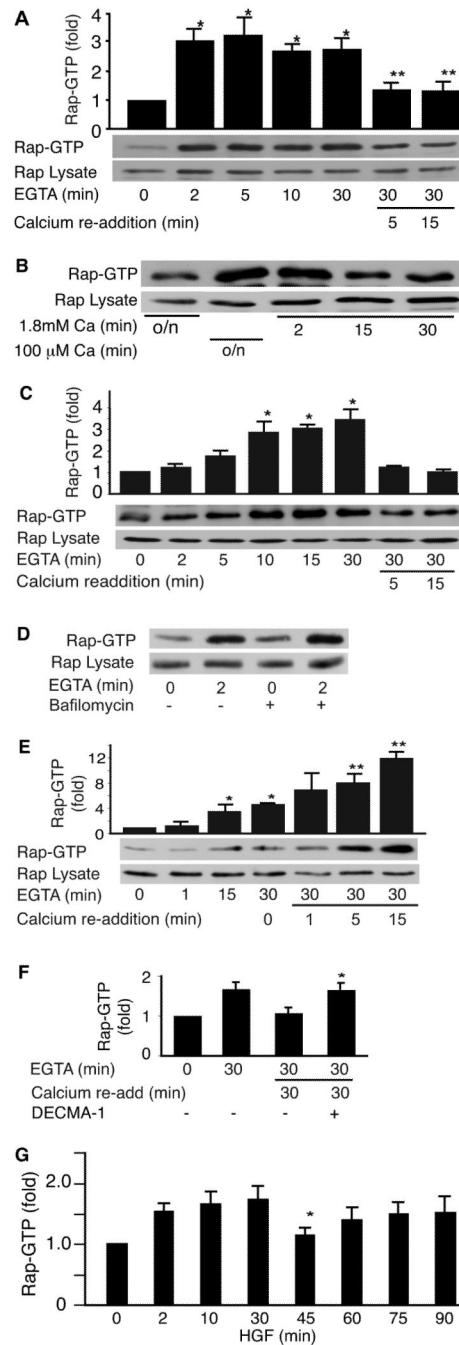 A
Rap-GTP (fold)
4
3
2
1
0
* * * * ** **
Rap-GTP
Rap Lysate
EGTA (min) 0 2 5 10 30 30 30
Calcium re-addition (min) 5 15
B
Rap-GTP
Rap Lysate
1.8mM Ca (min) o/n 2 15 30
100 µM Ca (min) o/n
C
Rap-GTP (fold)
4
3
2
1
0
* * *
Rap-GTP
Rap Lysate
EGTA (min) 0 2 5 10 15 30 30 30
Calcium readdition (min) 5 15
D
Rap-GTP
Rap Lysate
EGTA (min) 0 2 0 2
Bafilomycin - - + +
E
Rap-GTP
(fold)
12
8
4
0
* * ** **
Rap-GTP
Rap Lysate
EGTA (min) 0 1 15 30 30 30 30
Calcium re-addition (min) 0 1 5 15
F
Rap-GTP
(fold)
2
1
0
*
EGTA (min) 0 30 30 30
Calcium re-add (min) 30 30
DECMA-1 - - - +
G
Rap-GTP (fold)
2.0
1.0
0
*
0 2 10 30 45 60 75 90
HGF (min)